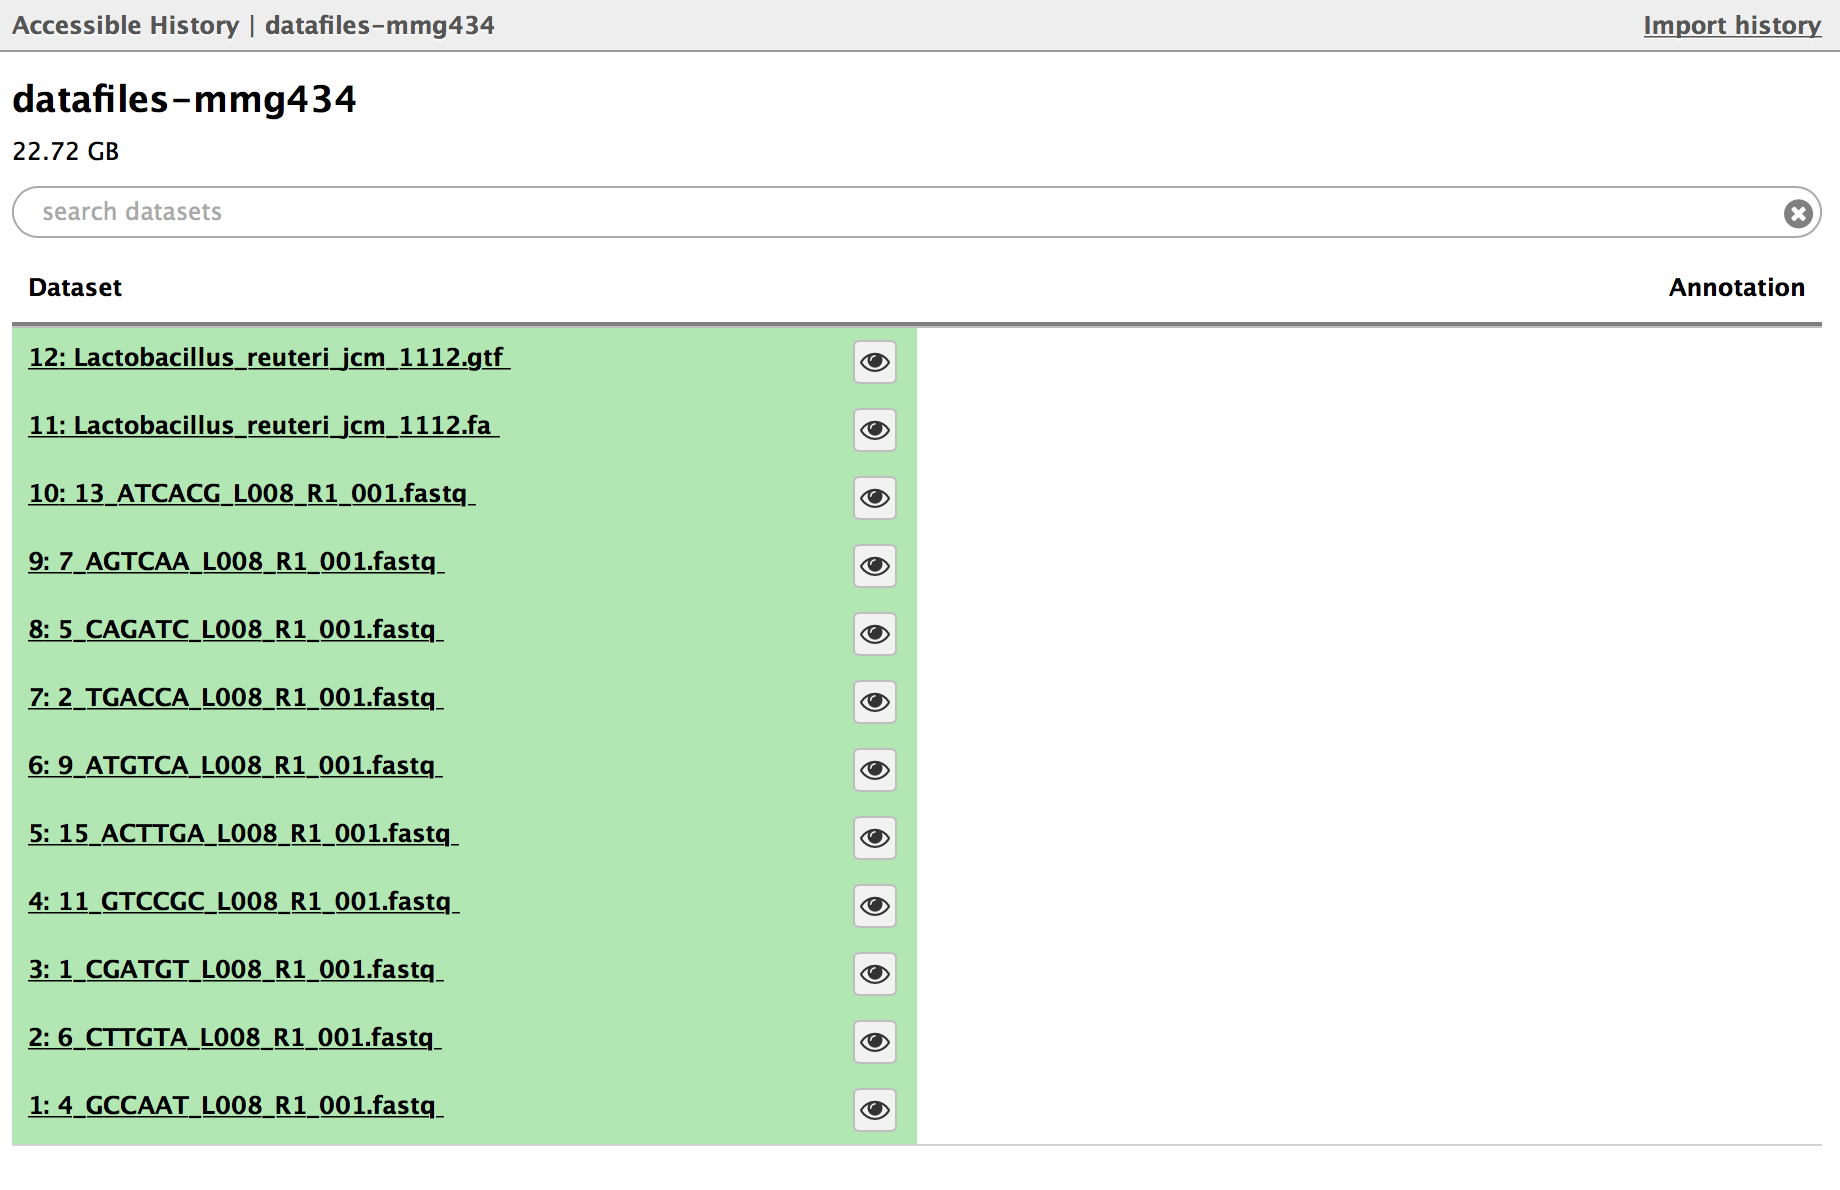 Accessible History | datafiles-mmg434
Import history
datafiles-mmg434
22.72 GB
search datasets
Dataset
Annotation
12: Lactobacillus_reuteri_jcm_1112.gtf
11: Lactobacillus_reuteri_jcm_1112.fa
10: 13_ATCACG_L008_R1_001.fastq
9: 7_AGTCAA_L008_R1_001.fastq
8: 5_CAGATC_L008_R1_001.fastq
7: 2_TGACCA_L008_R1_001.fastq
6: 9_ATGTCA_L008_R1_001.fastq
5: 15_ACTTGA_L008_R1_001.fastq
4: 11_GTCCGC_L008_R1_001.fastq
3: 1_CGATGT_L008_R1_001.fastq
2: 6_CTTGTA_L008_R1_001.fastq
1: 4_GCCAAT_L008_R1_001.fastq